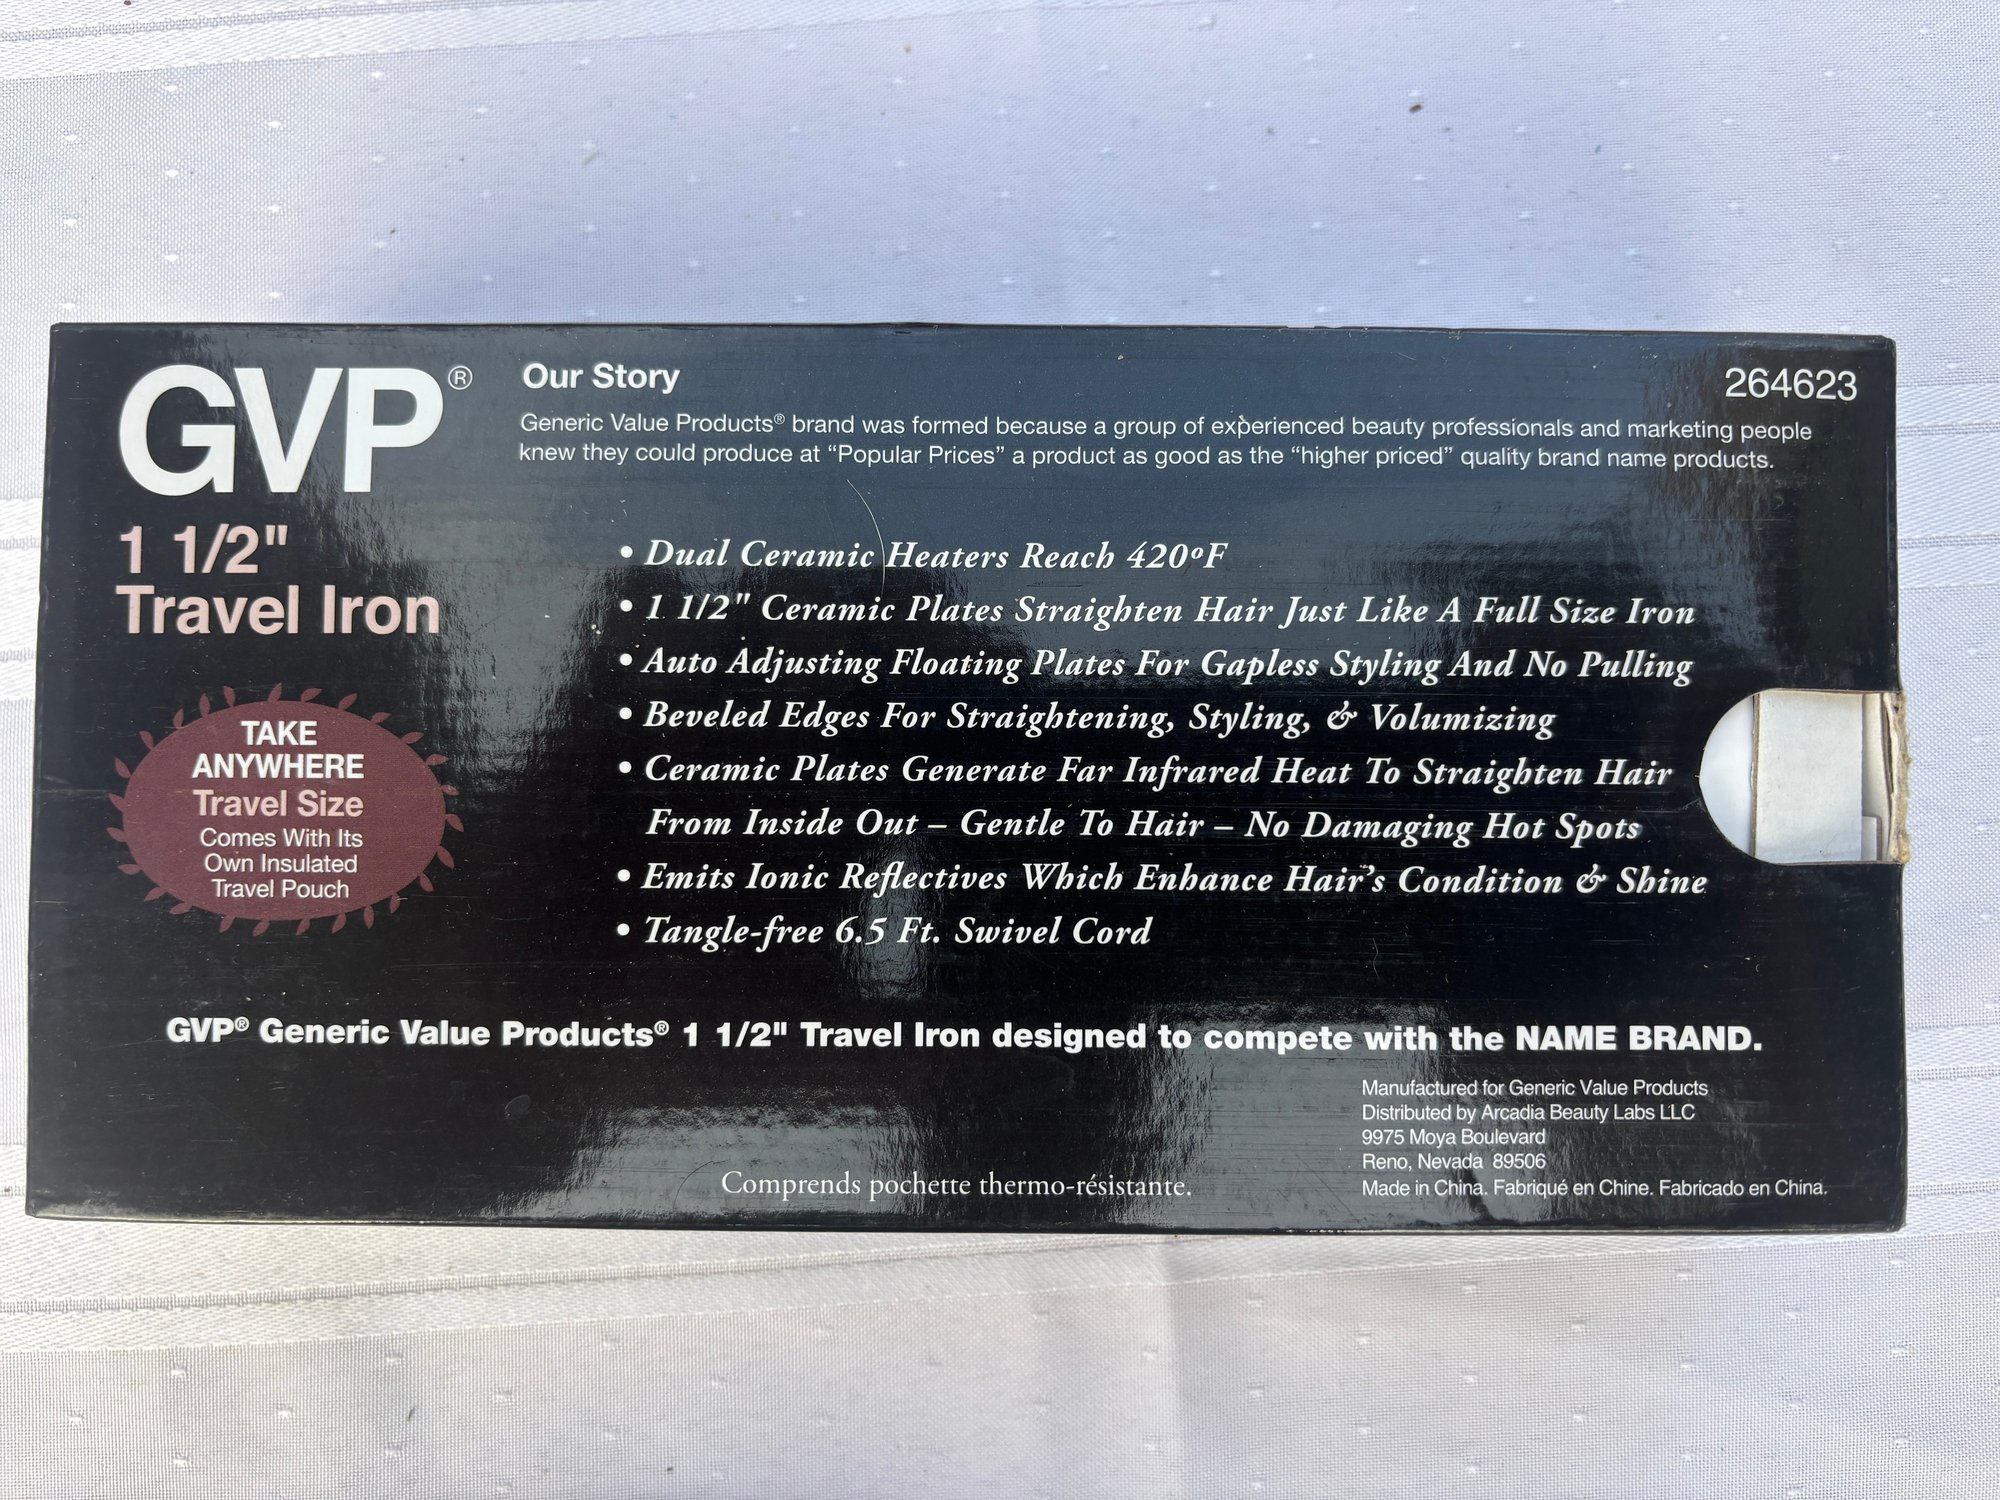 GVP®
1 1/2"
Travel Iron
TAKE
ANYWHERE
Travel Size
Comes With Its
Own Insulated
Travel Pouch
Our Story
Generic Value Products® brand was formed because a group of experienced beauty professionals and marketing people
knew they could produce at “Popular Prices” a product as good as the “higher priced” quality brand name products.
264623
• Dual Ceramic Heaters Reach 420ºF
• 1 1/2" Ceramic Plates Straighten Hair Just Like A Full Size Iron
• Auto Adjusting Floating Plates For Gapless Styling And No Pulling
• Beveled Edges For Straightening, Styling, & Volumizing
• Ceramic Plates Generate Far Infrared Heat To Straighten Hair
From Inside Out – Gentle To Hair – No Damaging Hot Spots
• Emits Ionic Reflectives Which Enhance Hair’s Condition & Shine
• Tangle-free 6.5 Ft. Swivel Cord
GVP® Generic Value Products® 1 1/2" Travel Iron designed to compete with the NAME BRAND.
Comprends pochette thermo-résistante.
Manufactured for Generic Value Products
Distributed by Arcadia Beauty Labs LLC
9975 Moya Boulevard
Reno, Nevada 89506
Made in China. Fabriqué en Chine. Fabricado en China.